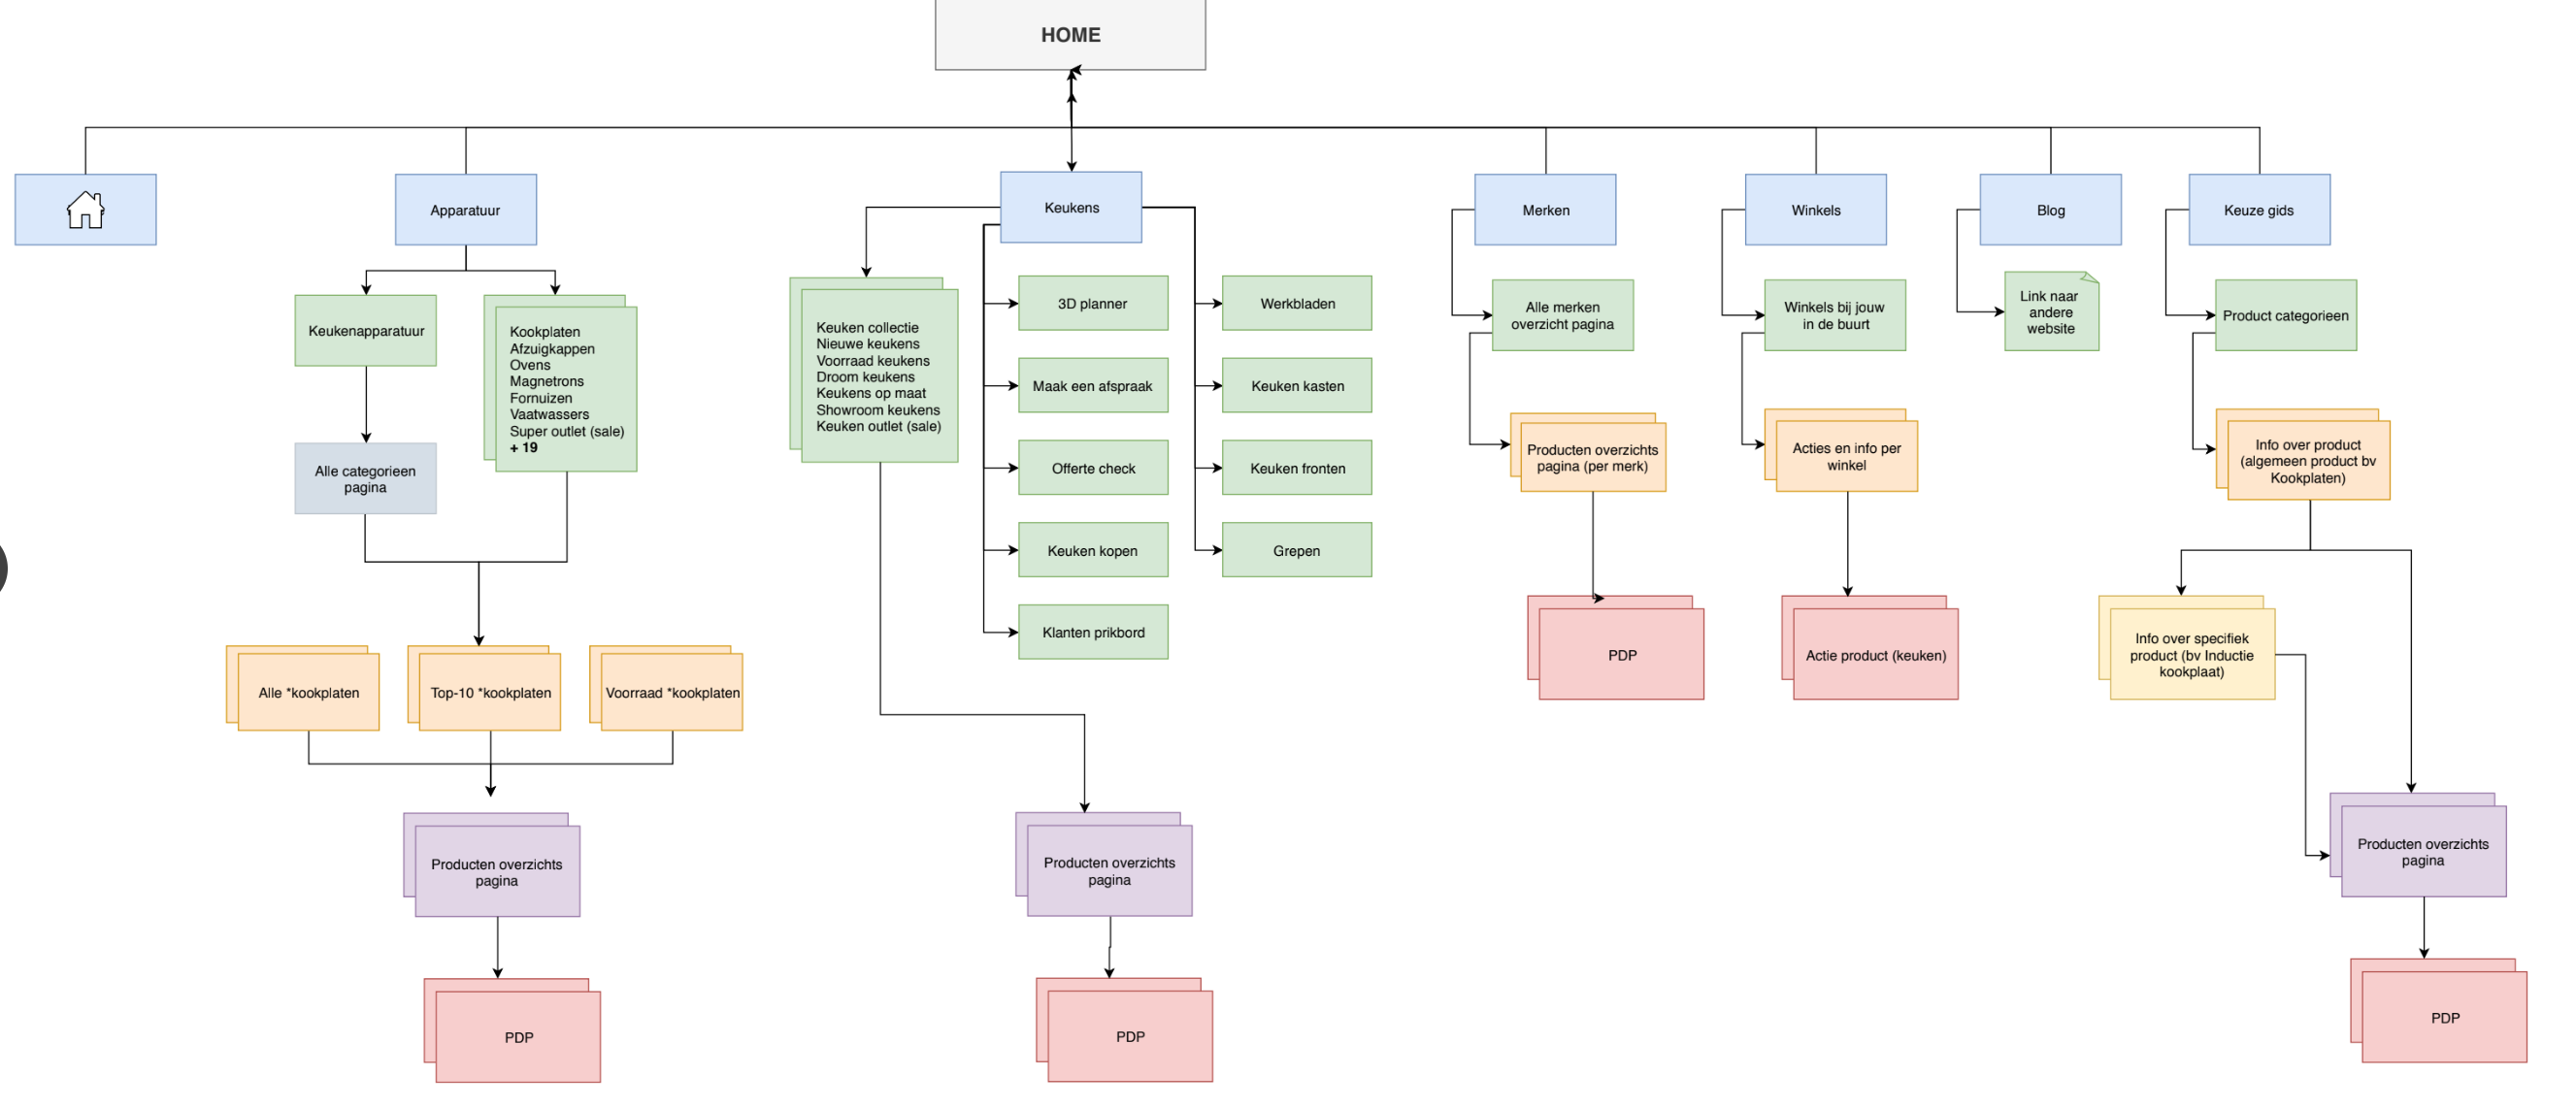 HOME
Apparatuur
Keukens
Merken
Winkels
Blog
Keuze gids
Keukenapparatuur
Kookplaten
Afzuigkappen
Ovens
Magnetrons
Fornuizen
Vaatwassers
Super outlet (sale)
+ 19
Alle categorieen
pagina
Alle *kookplaten
Top-10 *kookplaten
Voorraad *kookplaten
Producten overzichts
pagina
PDP
Keuken collectie
Nieuwe keukens
Voorraad keukens
Droom keukens
Keukens op maat
Showroom keukens
Keuken outlet (sale)
3D planner
Maak een afspraak
Offerte check
Keuken kopen
Klanten prikbord
Werkbladen
Keuken kasten
Keuken fronten
Grepen
Producten overzichts
pagina
PDP
Alle merken
overzicht pagina
Producten overzichts
pagina (per merk)
PDP
Winkels bij jouw
in de buurt
Acties en info per
winkel
Actie product (keuken)
Link naar
andere
website
Product categorieen
Info over product
(algemeen product bv
Kookplaten)
Info over specifiek
product (bv Inductie
kookplaat)
Producten overzichts
pagina
PDP